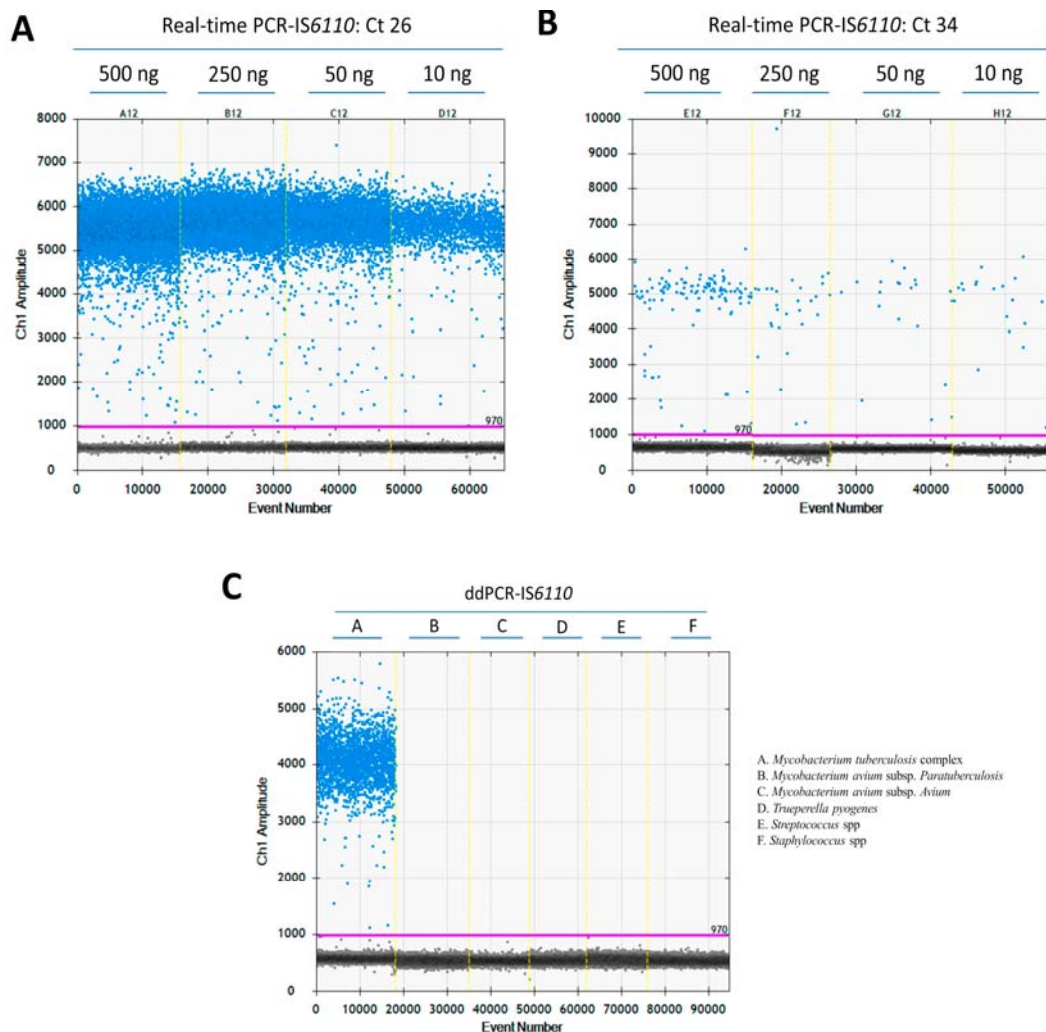 A
Real-time PCR-IS6110: Ct 26
500 ng 250 ng 50 ng 10 ng
A12 B12 C12 D12
8000
7000
6000
5000
4000
3000
2000
1000
0
970
0 10000 20000 30000 40000 50000 60000
Event Number
Ch1 Amplitude
B
Real-time PCR-IS6110: Ct 34
500 ng 250 ng 50 ng 10 ng
E12 F12 G12 H12
10000
9000
8000
7000
6000
5000
4000
3000
2000
1000
0
970
0 10000 20000 30000 40000 50000
Event Number
Ch1 Amplitude
C
ddPCR-IS6110
A B C D E F
6000
5000
4000
3000
2000
1000
0
970
0 10000 20000 30000 40000 50000 60000 70000 80000 90000
Event Number
Ch1 Amplitude
A. Mycobacterium tuberculosis complex
B. Mycobacterium avium subsp. Paratuberculosis
C. Mycobacterium avium subsp. Avium
D. Trueperella pyogenes
E. Streptococcus spp
F. Staphylococcus spp